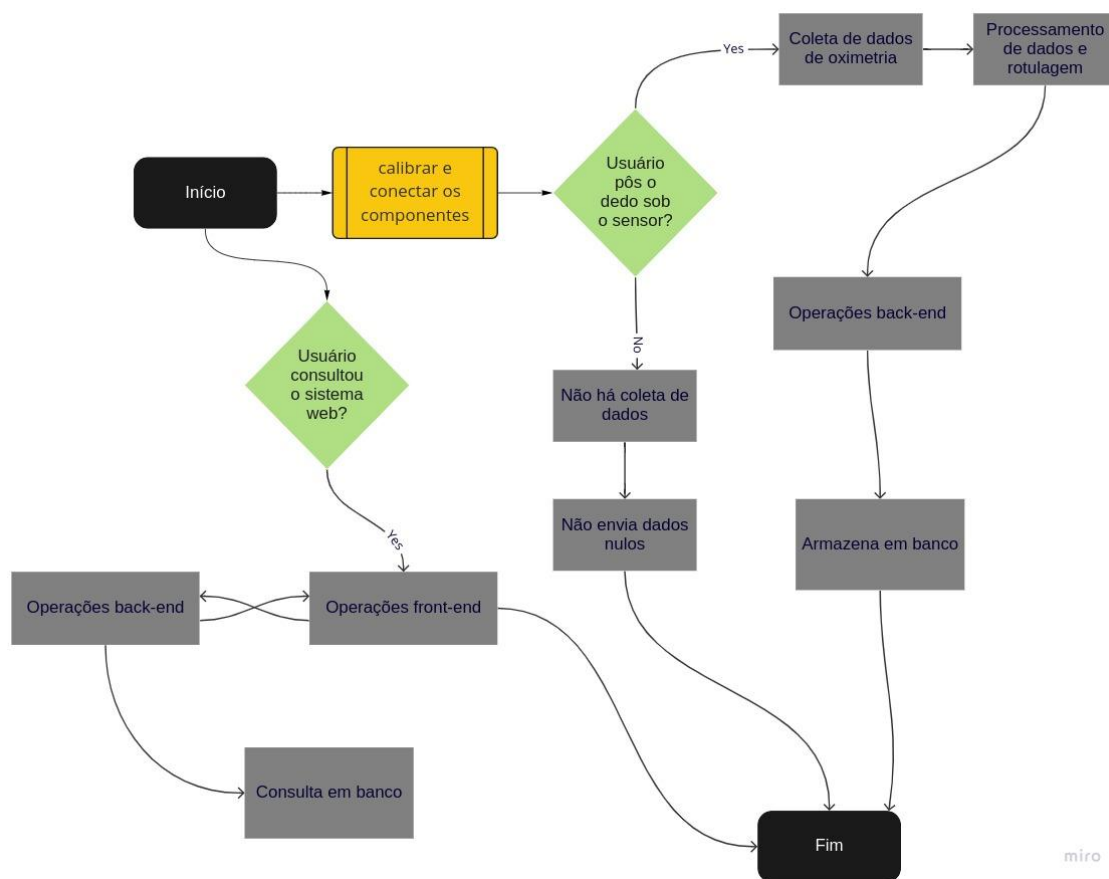 Yes
Coleta de dados
de oximetria
Processamento
de dados e
rotulagem
Início
calibrar e
conectar os
componentes
Usuário
pôs o
dedo sob
o sensor?
Operações back-end
No
Usuário
consultou
o sistema
web?
Não há coleta de
dados
Não envia dados
nulos
Armazena em banco
Yes
Operações back-end
Operações front-end
Consulta em banco
Fim
miro